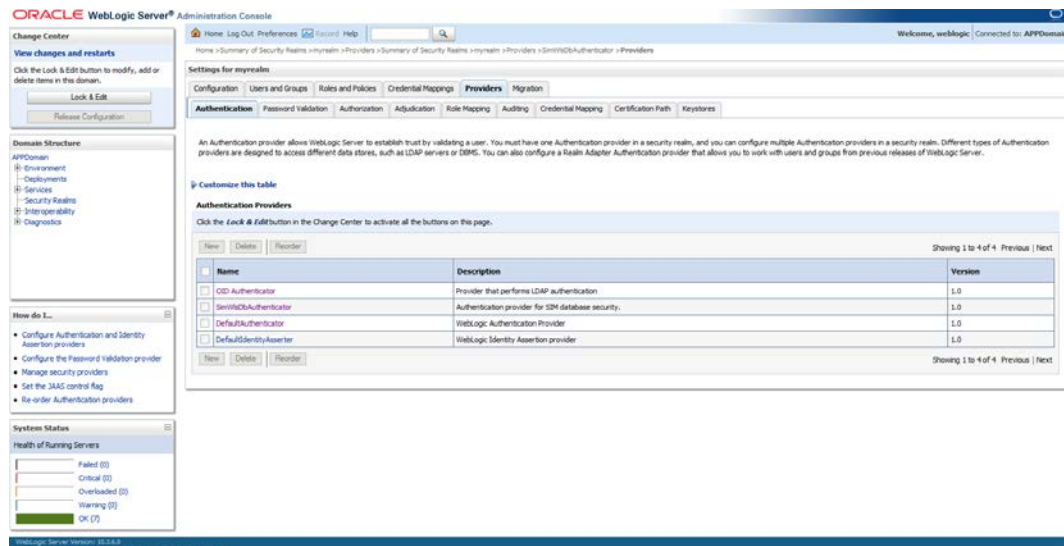 ORACLE WebLogic Server® Administration Console
Change Center
View changes and restarts
Click the Lock & Edit button to modify, add or
delete items in this domain.
Lock & Edit
Release Configuration
Domain Structure
APPDomain
Environment
Deployments
Services
Security Realms
Interoperability
Diagnostics
How do I...
Configure Authentication and Identity
Assertion providers
Configure the Password Validation provider
Manage security providers
Set the JAAS control flag
Re-order Authentication providers
System Status
Health of Running Servers
Failed (0)
Critical (0)
Overloaded (0)
Warning (0)
OK (7)
WebLogic Server Version: 10.3.6.0
Home Log Out Preferences Record Help
Welcome, weblogic Connected to: APPDomai
Home >Summary of Security Realms >myrealm >Providers >Summary of Security Realms >myrealm >Providers >SimWlsDbAuthenticator >Providers
Settings for myrealm
Configuration Users and Groups Roles and Policies Credential Mappings Providers Migration
Authentication Password Validation Authorization Adjudication Role Mapping Auditing Credential Mapping Certification Path Keystores
An Authentication provider allows WebLogic Server to establish trust by validating a user. You must have one Authentication provider in a security realm, and you can configure multiple Authentication providers in a security realm. Different types of Authentication
providers are designed to access different data stores, such as LDAP servers or DBMS. You can also configure a Realm Adapter Authentication provider that allows you to work with users and groups from previous releases of WebLogic Server.
Customize this table
Authentication Providers
Click the Lock & Edit button in the Change Center to activate all the buttons on this page.
New Delete Reorder Showing 1 to 4 of 4 Previous | Next
Name Description Version
OID Authenticator Provider that performs LDAP authentication 1.0
SimWlsDbAuthenticator Authentication provider for SIM database security. 1.0
DefaultAuthenticator WebLogic Authentication Provider 1.0
DefaultIdentityAsserter WebLogic Identity Assertion provider 1.0
New Delete Reorder Showing 1 to 4 of 4 Previous | Next